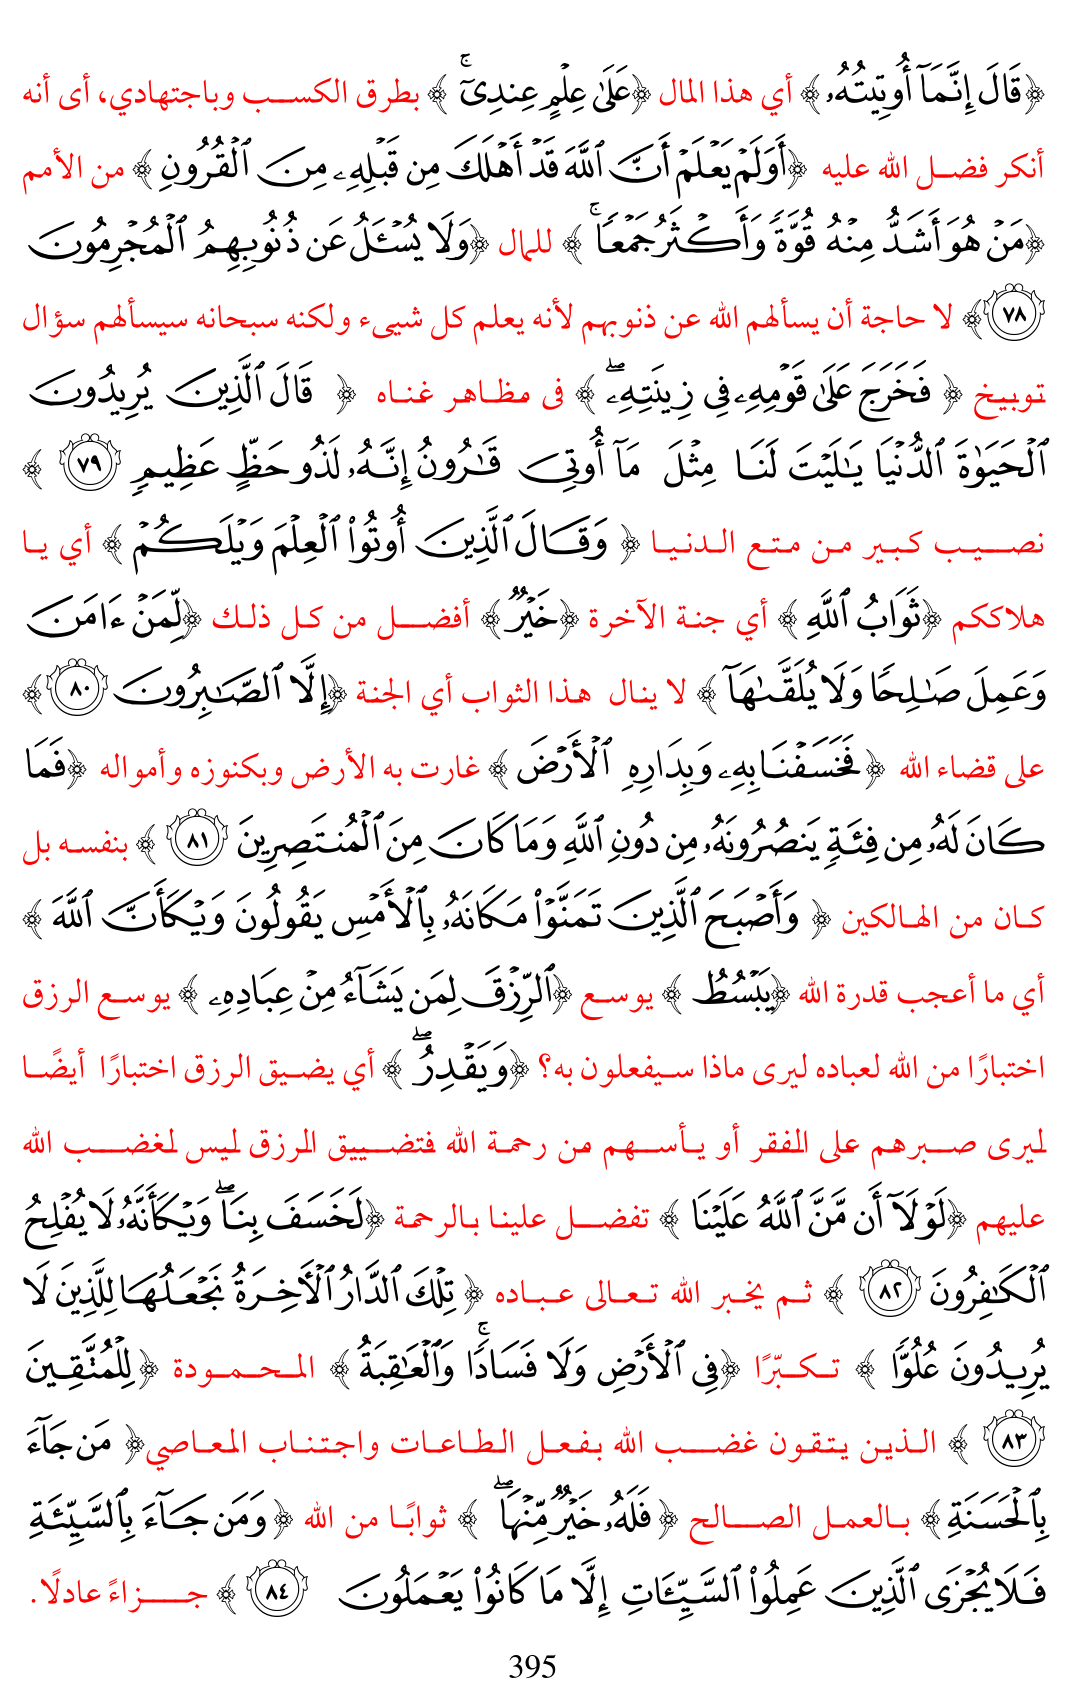 ﴿قَالَ إِنَّمَآ أُوتِيتُهُۥ﴾ أي هذا المال ﴿عَلَىٰ عِلْمٍ عِندِىٓ ۚ ﴾ بطرق الكسب وباجتهادي، أى أنه
أنكر فضل الله عليه ﴿أَوَلَمْ يَعْلَمْ أَنَّ ٱللَّهَ قَدْ أَهْلَكَ مِن قَبْلِهِۦ مِنَ ٱلْقُرُونِ ﴾ من الأمم
﴿مَنْ هُوَ أَشَدُّ مِنْهُ قُوَّةً وَأَكْثَرُ جَمْعًا ۚ ﴾ للمال ﴿وَلَا يُسْـَٔلُ عَن ذُنُوبِهِمُ ٱلْمُجْرِمُونَ
٧٨﴾ لا حاجة أن يسألهم الله عن ذنوبهم لأنه يعلم كل شيىء ولكنه سبحانه سيسألهم سؤال
توبيخ ﴿ فَخَرَجَ عَلَىٰ قَوْمِهِۦ فِى زِينَتِهِۦ ۖ ﴾ فى مظاهر غناه ﴿ قَالَ ٱلَّذِينَ يُرِيدُونَ
ٱلْحَيَوٰةَ ٱلدُّنْيَا يَـٰلَيْتَ لَنَا مِثْلَ مَآ أُوتِىَ قَـٰرُونُ إِنَّهُۥ لَذُو حَظٍّ عَظِيمٍ ٧٩ ﴾
نصيب كبير من متع الدنيا ﴿ وَقَالَ ٱلَّذِينَ أُوتُوا۟ ٱلْعِلْمَ وَيْلَكُمْ ﴾ أي يا
هلاككم ﴿ثَوَابُ ٱللَّهِ ﴾ أي جنة الآخرة ﴿خَيْرٌ ﴾ أفضل من كل ذلك ﴿لِّمَنْ ءَامَنَ
وَعَمِلَ صَـٰلِحًا وَلَا يُلَقَّىٰهَآ ﴾ لا ينال هذا الثواب أي الجنة ﴿إِلَّا ٱلصَّـٰبِرُونَ ٨٠ ﴾
على قضاء الله ﴿ فَخَسَفْنَا بِهِۦ وَبِدَارِهِ ٱلْأَرْضَ ﴾ غارت به الأرض وبكنوزه وأمواله ﴿فَمَا
كَانَ لَهُۥ مِن فِئَةٍ يَنصُرُونَهُۥ مِن دُونِ ٱللَّهِ وَمَا كَانَ مِنَ ٱلْمُنتَصِرِينَ ٨١ ﴾ بنفسه بل
كان من الهالكين ﴿ وَأَصْبَحَ ٱلَّذِينَ تَمَنَّوْا۟ مَكَانَهُۥ بِٱلْأَمْسِ يَقُولُونَ وَيْكَأَنَّ ٱللَّهَ ﴾
أي ما أعجب قدرة الله ﴿يَبْسُطُ ﴾ يوسع ﴿ٱلرِّزْقَ لِمَن يَشَآءُ مِنْ عِبَادِهِۦ ﴾ يوسع الرزق
اختبارًا من الله لعباده ليرى ماذا سيفعلون به؟ ﴿وَيَقْدِرُ ۖ ﴾ أي يضيق الرزق اختبارًا أيضًا
ليرى صبرهم على الفقر أو يأسهم من رحمة الله فتضييق الرزق ليس لغضب الله
عليهم ﴿لَوْلَآ أَن مَّنَّ ٱللَّهُ عَلَيْنَا ﴾ تفضل علينا بالرحمة ﴿لَخَسَفَ بِنَا ۖ وَيْكَأَنَّهُۥ لَا يُفْلِحُ
ٱلْكَـٰفِرُونَ ٨٢ ﴾ ثم يخبر الله تعالى عباده ﴿ تِلْكَ ٱلدَّارُ ٱلْأَخِرَةُ نَجْعَلُهَا لِلَّذِينَ لَا
يُرِيدُونَ عُلُوًّا ﴾ تكبّرًا ﴿فِى ٱلْأَرْضِ وَلَا فَسَادًا ۚ وَٱلْعَـٰقِبَةُ ﴾ المحمودة ﴿لِلْمُتَّقِينَ
٨٣ ﴾ الذين يتقون غضب الله بفعل الطاعات واجتناب المعاصي﴿ مَن جَآءَ
بِٱلْحَسَنَةِ ﴾ بالعمل الصالح ﴿ فَلَهُۥ خَيْرٌ مِّنْهَا ۖ ﴾ ثوابًا من الله ﴿ وَمَن جَآءَ بِٱلسَّيِّئَةِ
فَلَا يُجْزَى ٱلَّذِينَ عَمِلُوا۟ ٱلسَّيِّـَٔاتِ إِلَّا مَا كَانُوا۟ يَعْمَلُونَ ٨٤ ﴾ جزاءً عادلًا.
395